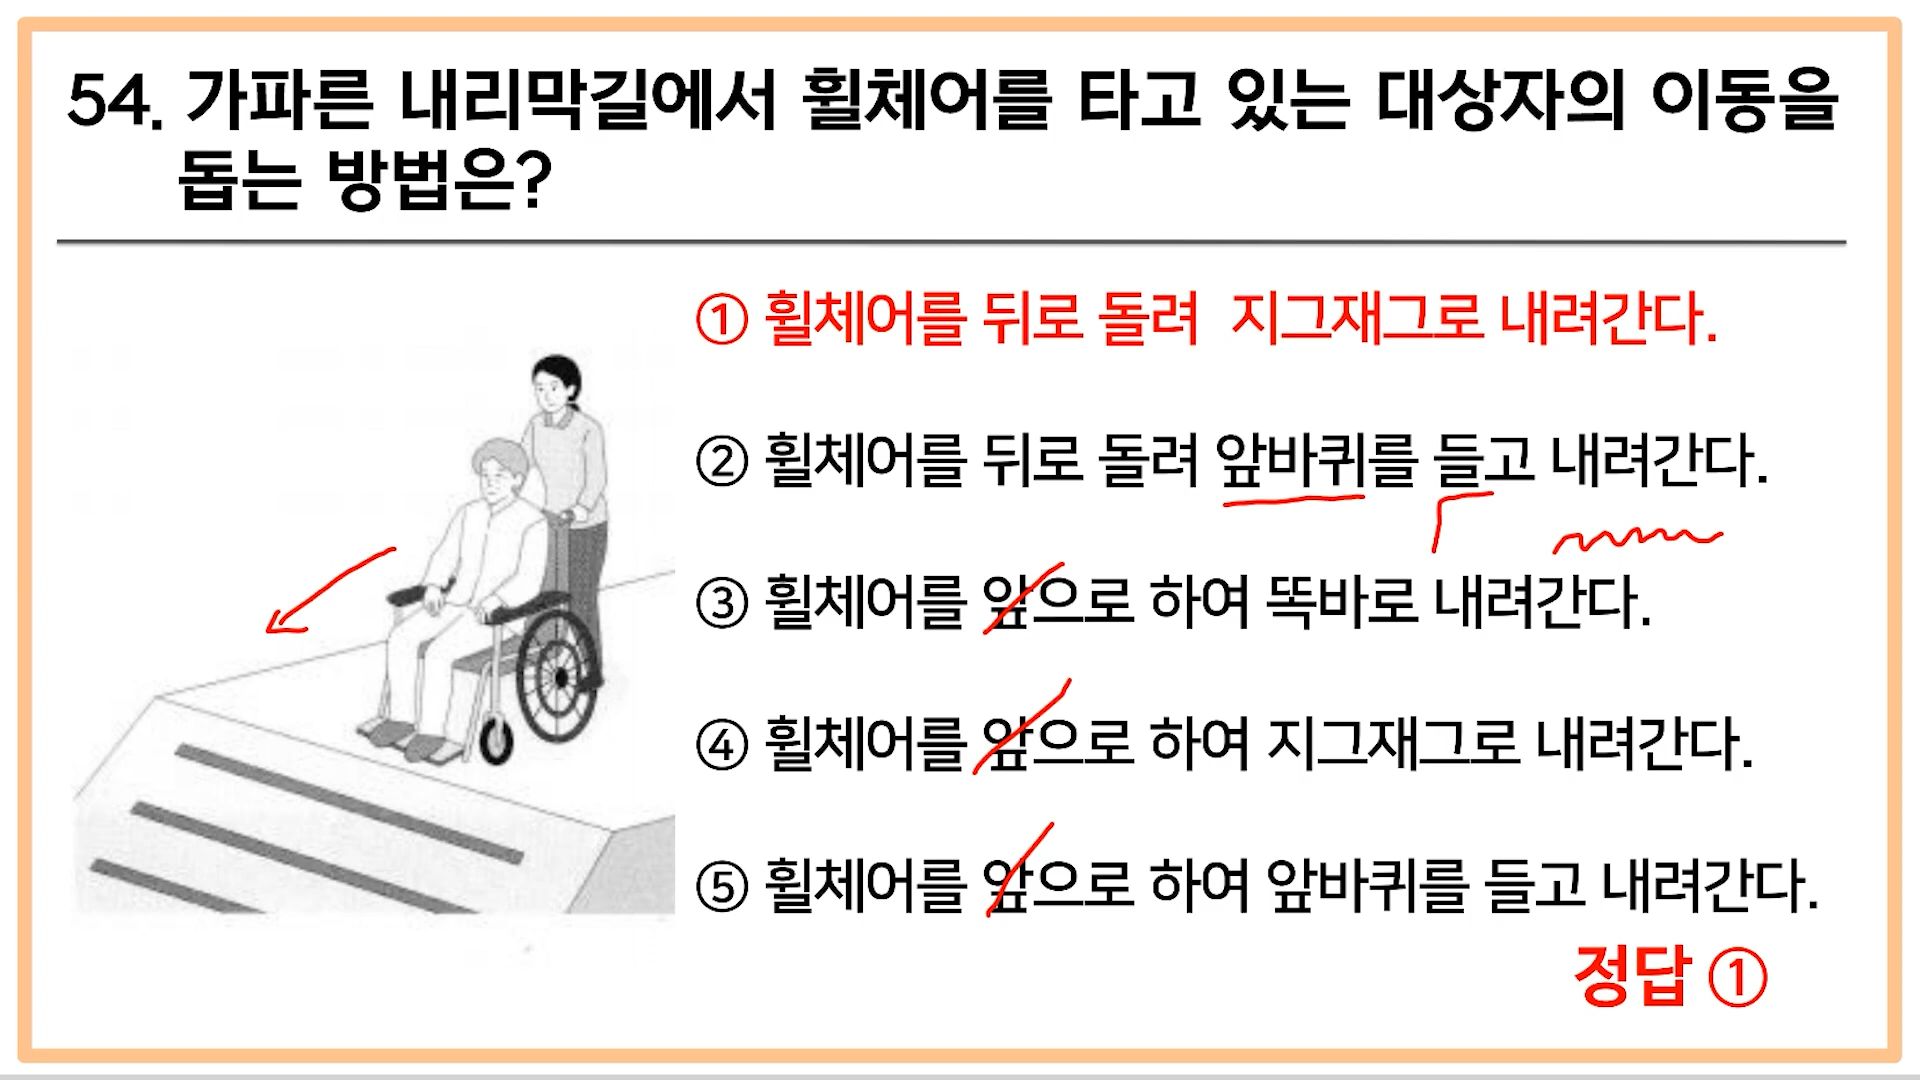 54. 가파른 내리막길에서 휠체어를 타고 있는 대상자의 이동을
돕는 방법은?
① 휠체어를 뒤로 돌려 지그재그로 내려간다.
② 휠체어를 뒤로 돌려 앞바퀴를 들고 내려간다.
③ 휠체어를 앞으로 하여 똑바로 내려간다.
④ 휠체어를 앞으로 하여 지그재그로 내려간다.
⑤ 휠체어를 앞으로 하여 앞바퀴를 들고 내려간다.
정답 ①